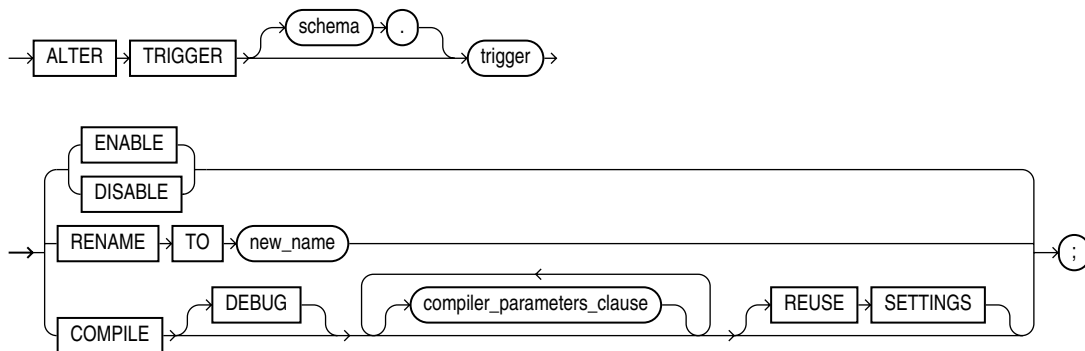 ALTER TRIGGER schema . trigger
ENABLE
DISABLE
RENAME TO new_name ;
DEBUG compiler_parameters_clause REUSE SETTINGS
COMPILE